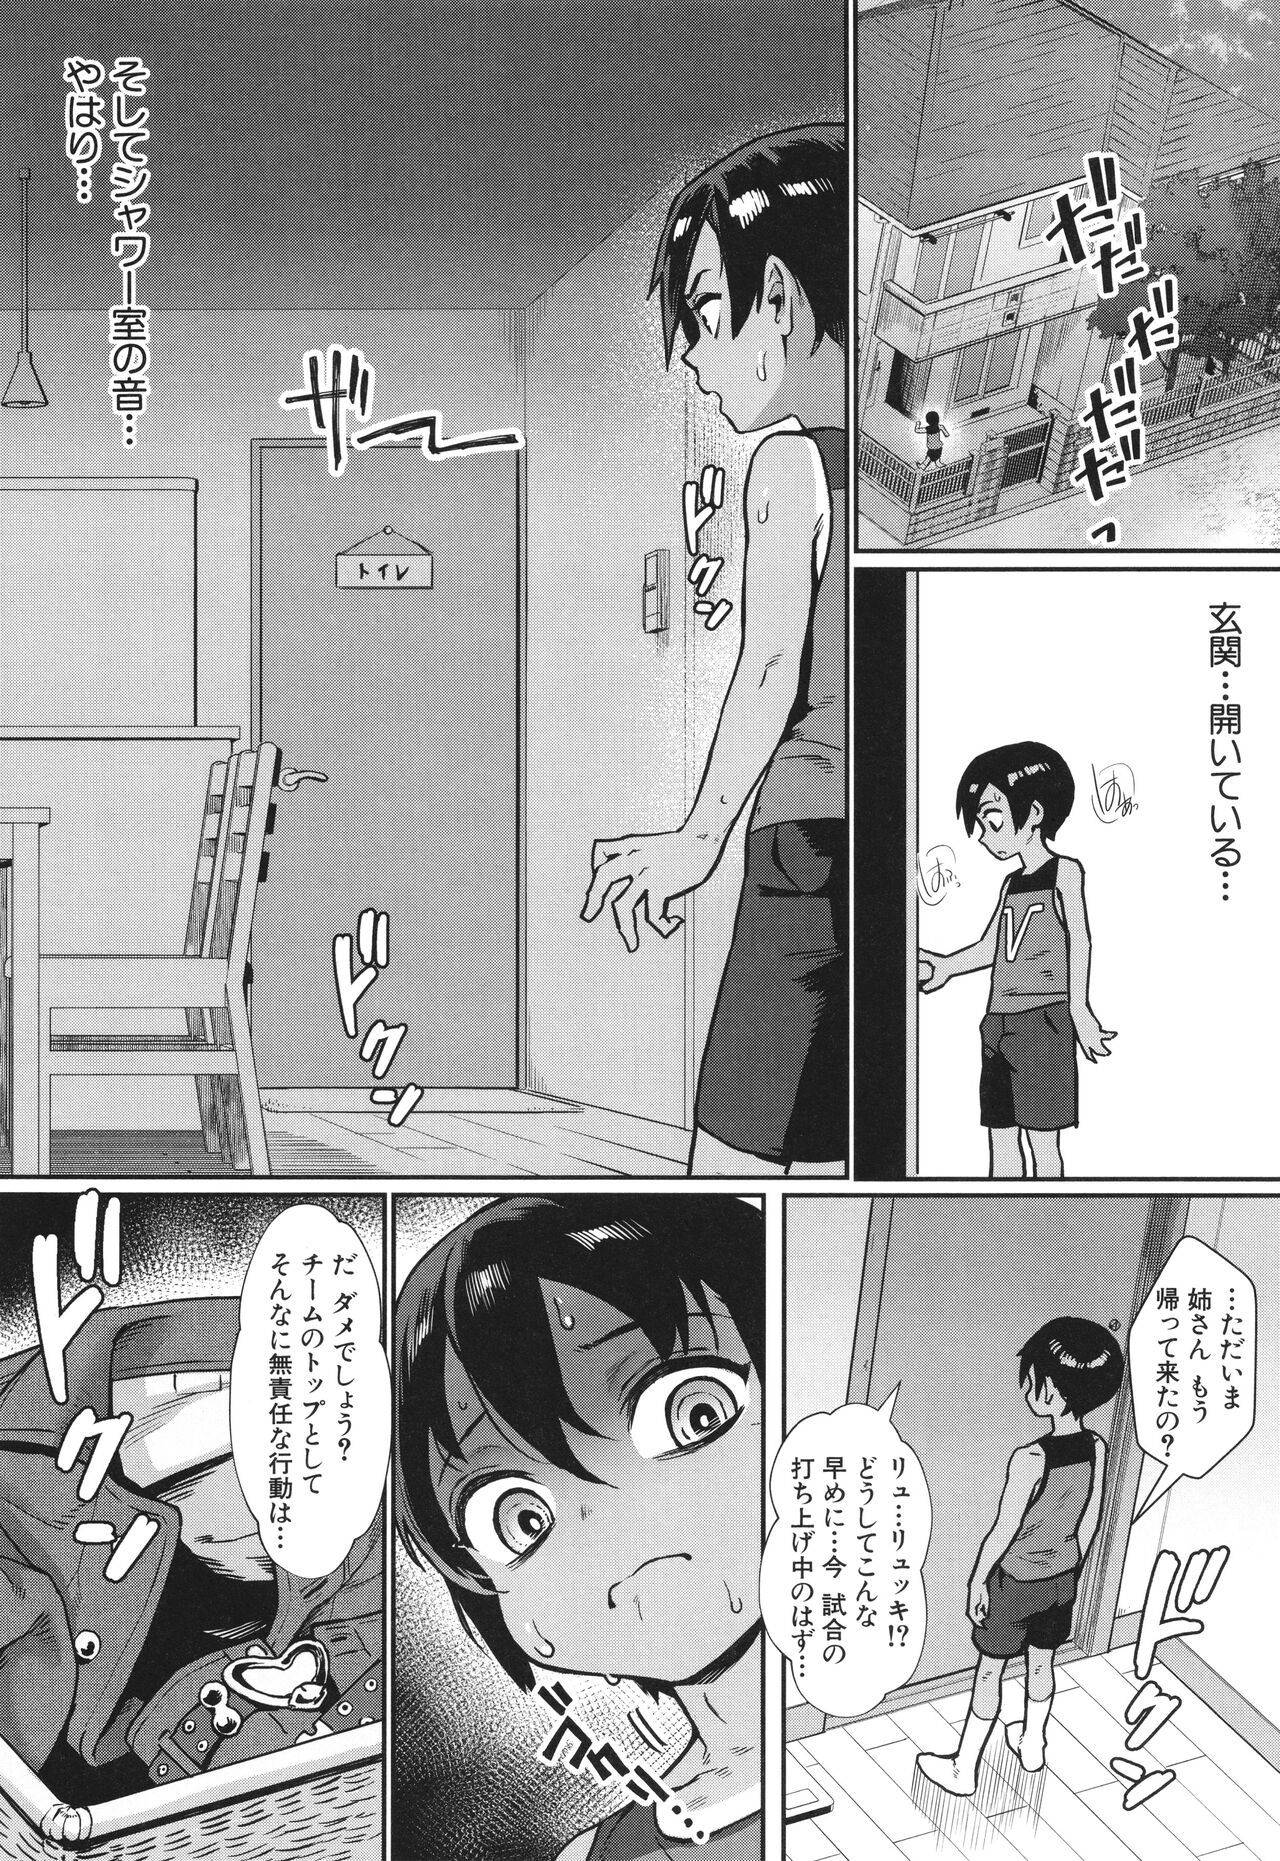 だだだだだっ
玄関…開いている…
はぁっ
はふっ
そしてシャワー室の音…
やはり…
ザーー
トイレ
ドクン
ドクン
…ただいま
姉さん もう
帰って来たの？
ドクン
リュ…リュッキ！？
どうしてこんな
早めに…今 試合の
打ち上げ中のはず…
ゴクリ…
だ ダメでしょう？
チームのトップとして
そんなに無責任な行動は…
ドクン